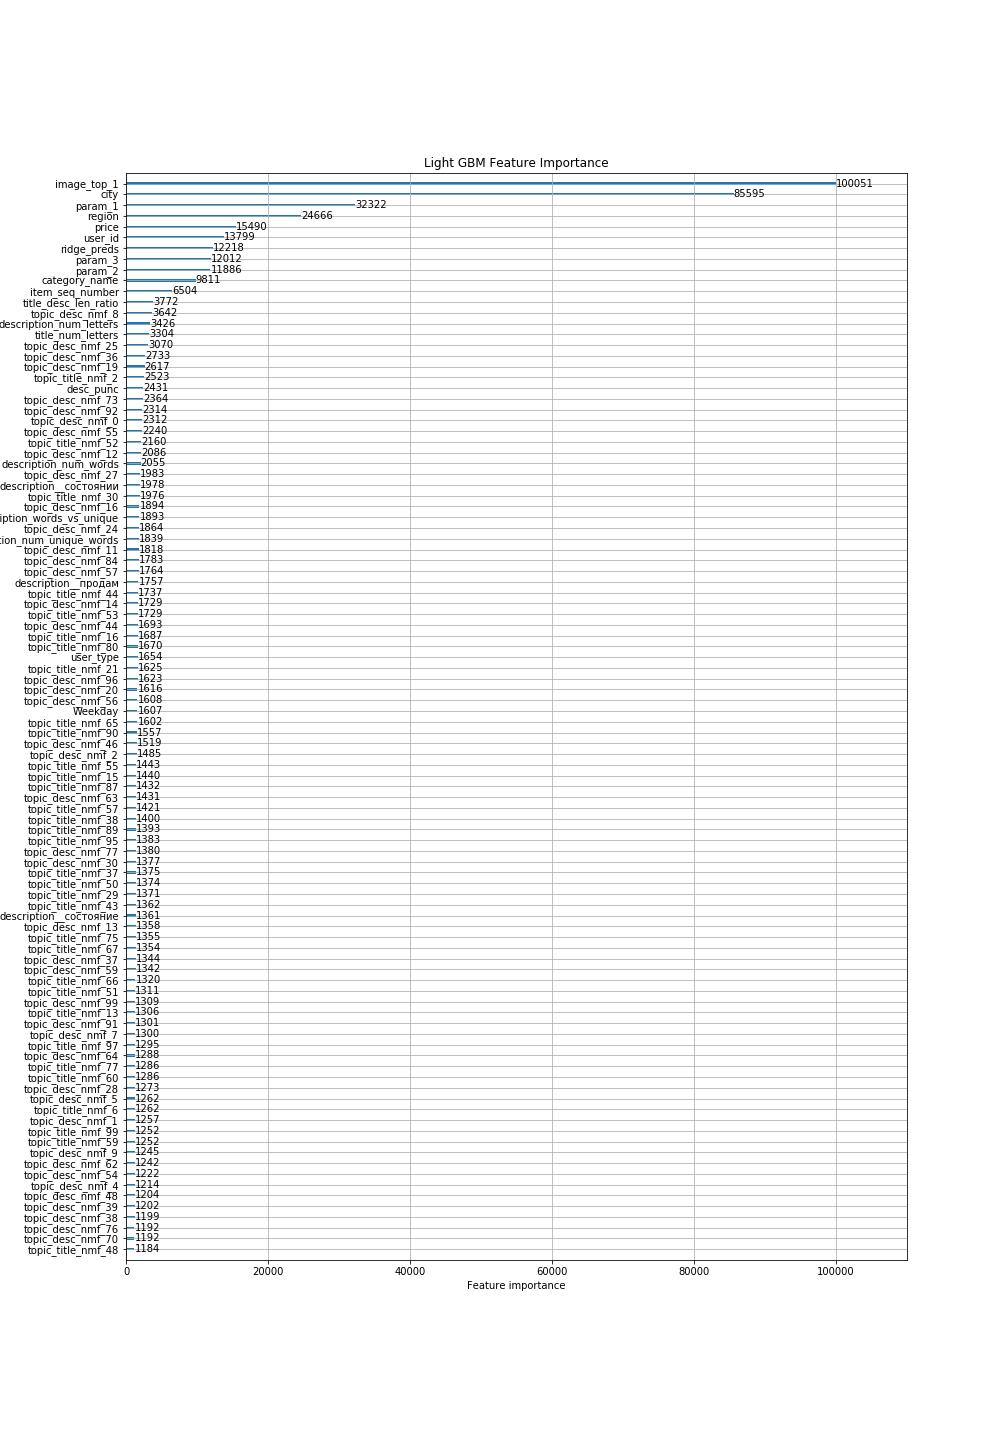 Light GBM Feature Importance
image_top_1 100051
city 85595
param_1 32322
region 24666
price 15490
user_id 13799
ridge_preds 12218
param_3 12012
param_2 11886
category_name 9811
item_seq_number 6504
title_desc_len_ratio 3772
topic_desc_nmf_8 3642
description_num_letters 3426
title_num_letters 3304
topic_desc_nmf_25 3070
topic_desc_nmf_36 2733
topic_desc_nmf_19 2617
topic_title_nmf_2 2523
desc_punc 2431
topic_desc_nmf_73 2364
topic_desc_nmf_92 2314
topic_desc_nmf_0 2312
topic_desc_nmf_55 2240
topic_title_nmf_52 2160
topic_desc_nmf_12 2086
description_num_words 2055
topic_desc_nmf_27 1983
description__состоянии 1978
topic_title_nmf_30 1976
topic_desc_nmf_16 1894
iption_words_vs_unique 1893
topic_desc_nmf_24 1864
tion_num_unique_words 1839
topic_desc_nmf_11 1818
topic_desc_nmf_84 1783
topic_desc_nmf_57 1764
description__продам 1757
topic_title_nmf_44 1737
topic_desc_nmf_14 1729
topic_title_nmf_53 1729
topic_desc_nmf_44 1693
topic_title_nmf_16 1687
topic_title_nmf_80 1670
user_type 1654
topic_title_nmf_21 1625
topic_desc_nmf_96 1623
topic_desc_nmf_20 1616
topic_desc_nmf_56 1608
Weekday 1607
topic_title_nmf_65 1602
topic_title_nmf_90 1557
topic_desc_nmf_46 1519
topic_desc_nmf_2 1485
topic_title_nmf_55 1443
topic_title_nmf_15 1440
topic_title_nmf_87 1432
topic_desc_nmf_63 1431
topic_title_nmf_57 1421
topic_title_nmf_38 1400
topic_title_nmf_89 1393
topic_title_nmf_95 1383
topic_desc_nmf_77 1380
topic_desc_nmf_30 1377
topic_title_nmf_37 1375
topic_title_nmf_50 1374
topic_title_nmf_29 1371
topic_title_nmf_43 1362
description__состояние 1361
topic_desc_nmf_13 1358
topic_title_nmf_75 1355
topic_title_nmf_67 1354
topic_desc_nmf_37 1344
topic_desc_nmf_59 1342
topic_title_nmf_66 1320
topic_title_nmf_51 1311
topic_desc_nmf_99 1309
topic_title_nmf_13 1306
topic_desc_nmf_91 1301
topic_desc_nmf_7 1300
topic_title_nmf_97 1295
topic_desc_nmf_64 1288
topic_title_nmf_77 1286
topic_title_nmf_60 1286
topic_desc_nmf_28 1273
topic_desc_nmf_5 1262
topic_title_nmf_6 1262
topic_desc_nmf_1 1257
topic_title_nmf_99 1252
topic_title_nmf_59 1252
topic_desc_nmf_9 1245
topic_desc_nmf_62 1242
topic_desc_nmf_54 1222
topic_desc_nmf_4 1214
topic_desc_nmf_48 1204
topic_desc_nmf_39 1202
topic_desc_nmf_38 1199
topic_desc_nmf_76 1192
topic_desc_nmf_70 1192
topic_title_nmf_48 1184
0 20000 40000 60000 80000 100000
Feature importance